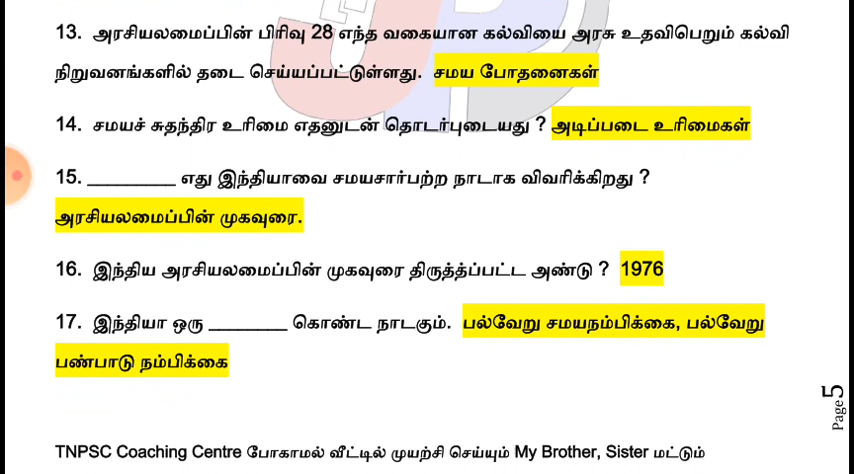 13. அரசியலமைப்பின் பிரிவு 28 எந்த வகையான கல்வியை அரசு உதவிபெறும் கல்வி
நிறுவனங்களில் தடை செய்யப்பட்டுள்ளது. சமய போதனைகள்
14. சமயச் சுதந்திர உரிமை எதனுடன் தொடர்புடையது ? அடிப்படை உரிமைகள்
15. __________ எது இந்தியாவை சமயசார்பற்ற நாடாக விவரிக்கிறது ?
அரசியலமைப்பின் முகவுரை.
16. இந்திய அரசியலமைப்பின் முகவுரை திருத்த்ப்பட்ட ஆண்டு ? 1976
17. இந்தியா ஒரு _________ கொண்ட நாடகும். பல்வேறு சமயநம்பிக்கை, பல்வேறு
பண்பாடு நம்பிக்கை
Page 5
TNPSC Coaching Centre போகாமல் வீட்டில் முயற்சி செய்யும் My Brother, Sister மட்டும்